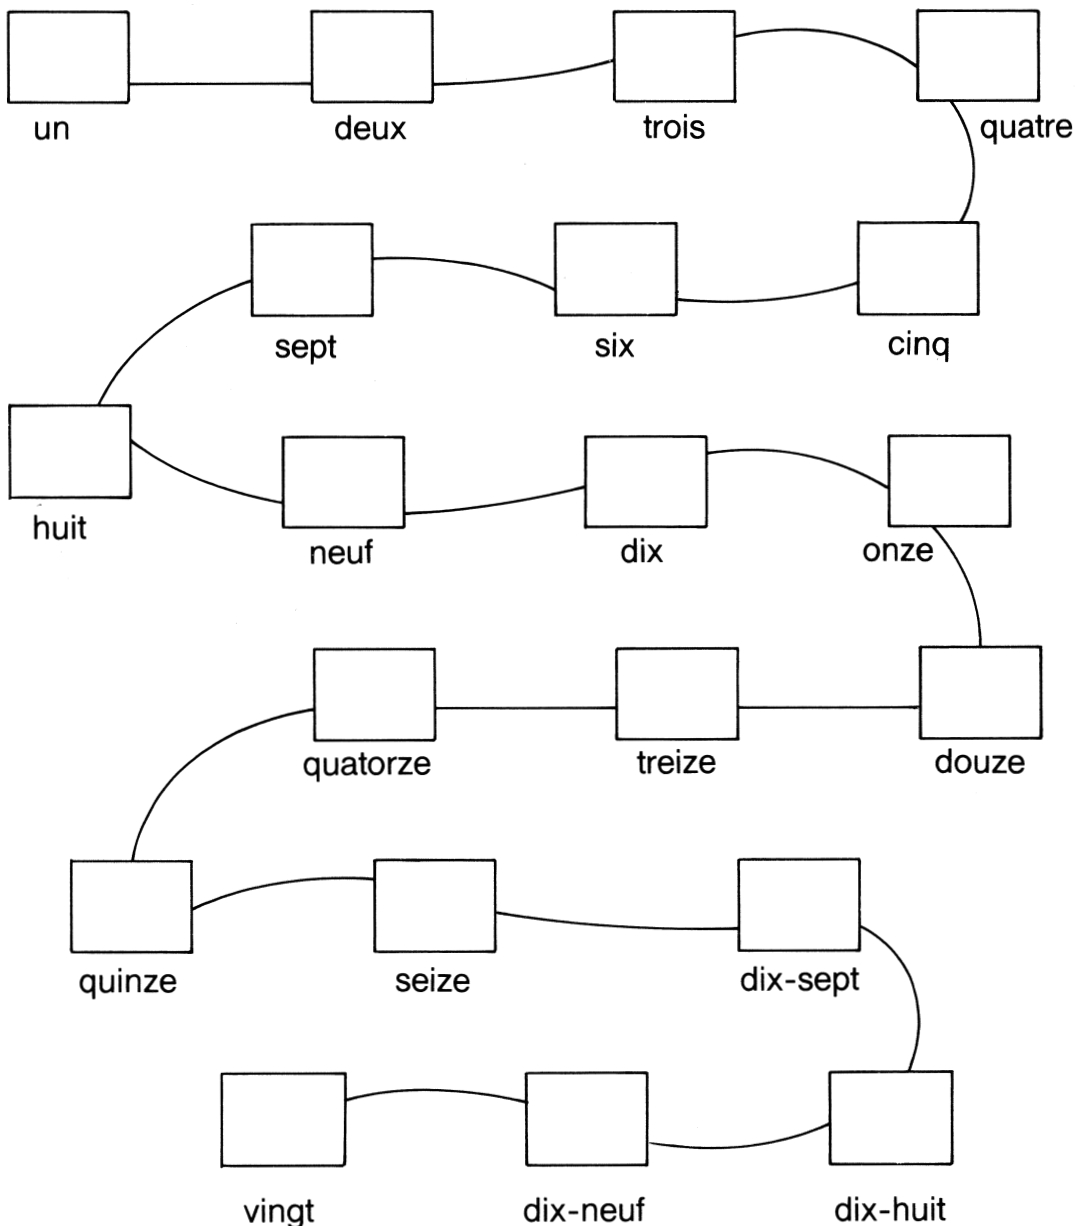 un deux trois quatre
sept six cinq
huit
neuf dix onze
quatorze treize douze
quinze seize dix-sept
vingt dix-neuf dix-huit